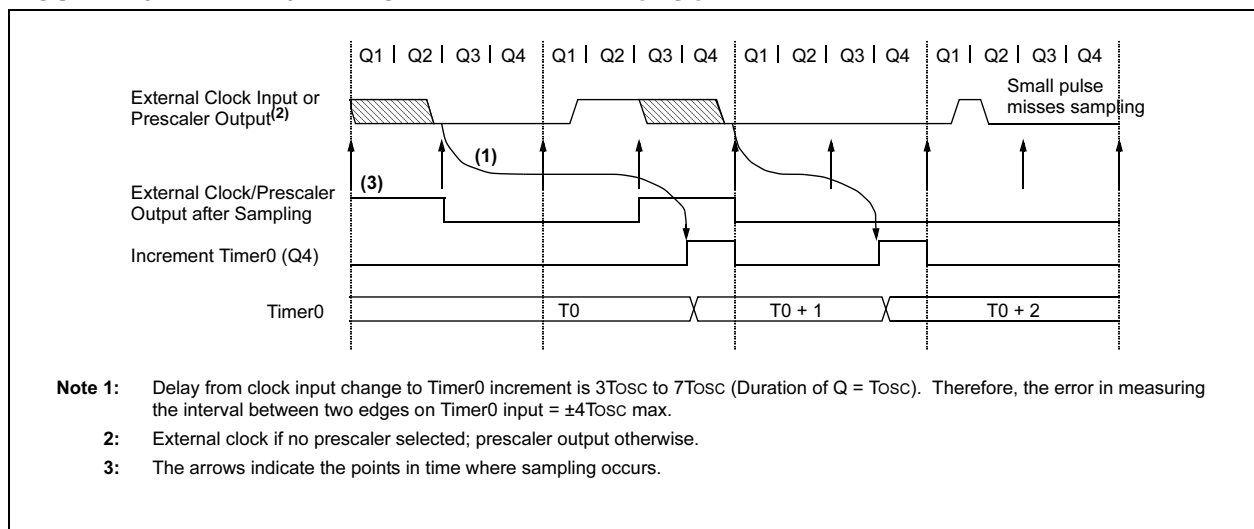 Q1 | Q2 | Q3 | Q4 Q1 | Q2 | Q3 | Q4 Q1 | Q2 | Q3 | Q4 Q1 | Q2 | Q3 | Q4
External Clock Input or
Prescaler Output(2)
Small pulse
misses sampling
(1)
(3)
External Clock/Prescaler
Output after Sampling
Increment Timer0 (Q4)
Timer0 T0 T0 + 1 T0 + 2
Note 1: Delay from clock input change to Timer0 increment is 3TOSC to 7TOSC (Duration of Q = TOSC). Therefore, the error in measuring
the interval between two edges on Timer0 input = ±4TOSC max.
2: External clock if no prescaler selected; prescaler output otherwise.
3: The arrows indicate the points in time where sampling occurs.